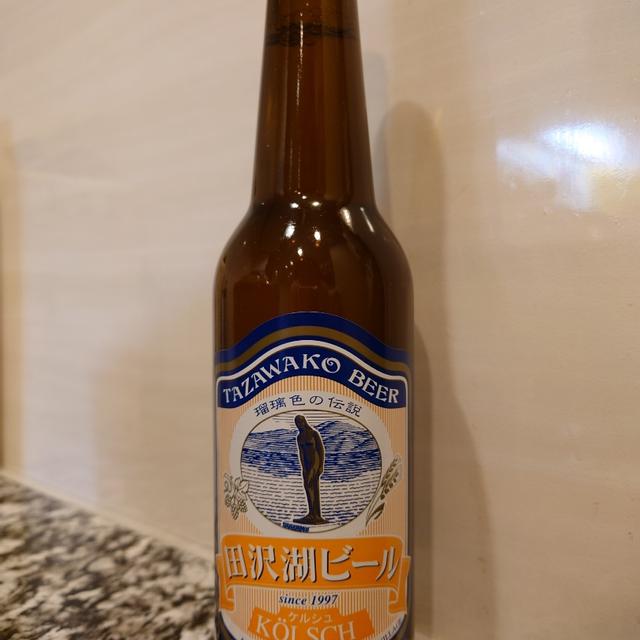 TAZAWAKO BEER
瑠璃色の伝説
田沢湖ビール
since 1997
ケルシュ
KÖLSCH